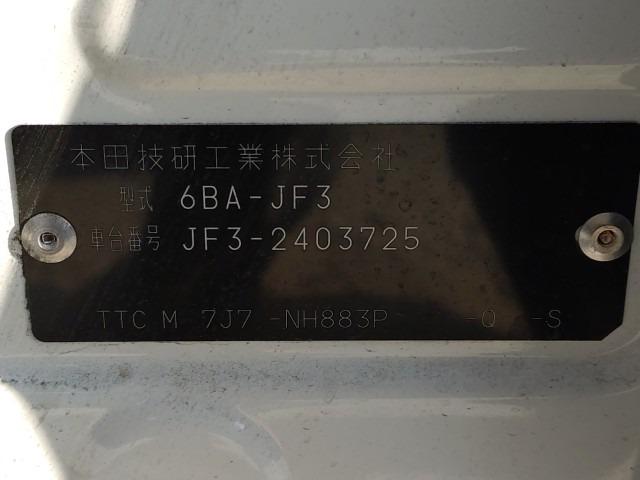 本田技研工業株式会社
型式 6BA-JF3
車台番号 JF3-2403725
TTC M 7J7 -NH883P -Q -S